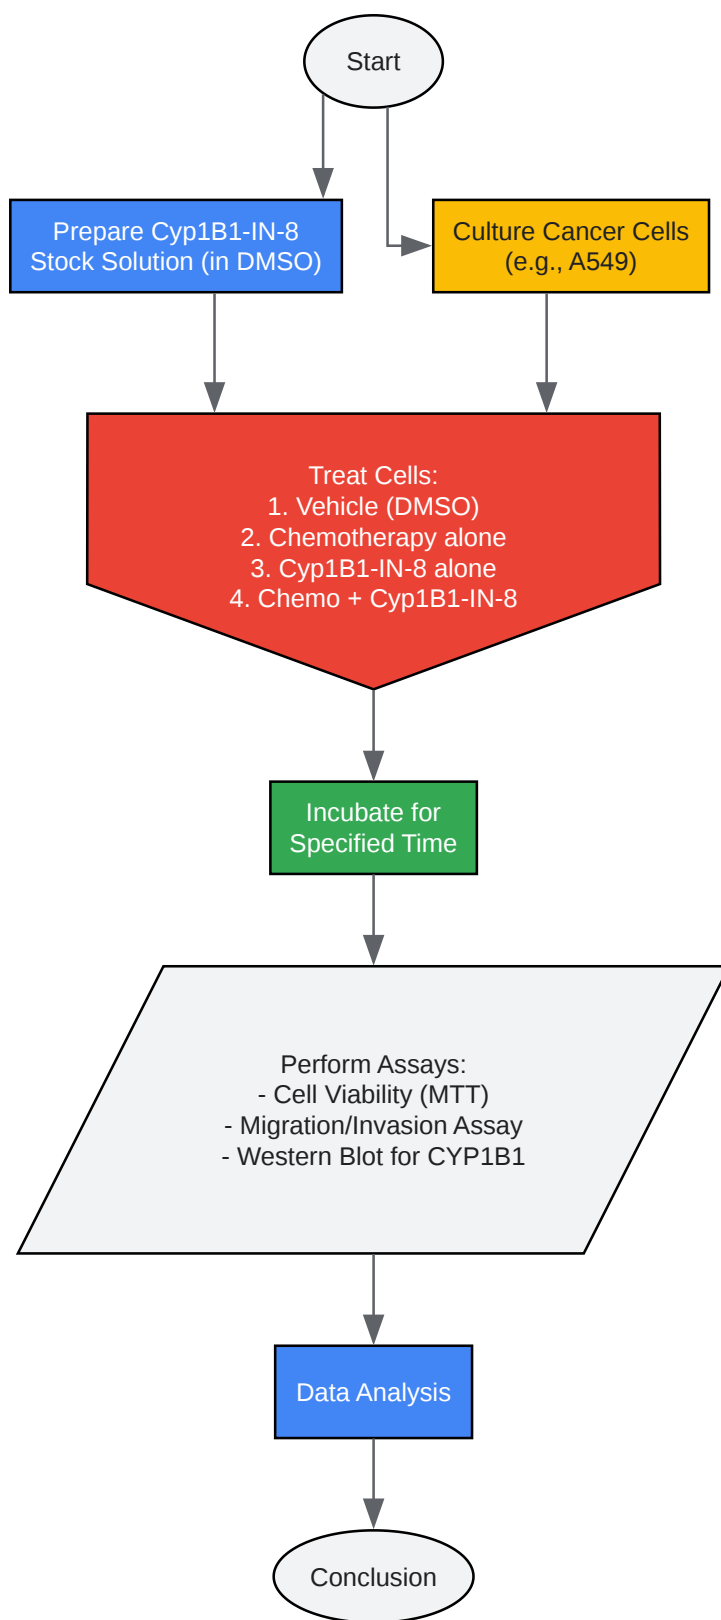 Start
Prepare Cyp1B1-IN-8
Stock Solution (in DMSO)
Culture Cancer Cells
(e.g., A549)
Treat Cells:
1. Vehicle (DMSO)
2. Chemotherapy alone
3. Cyp1B1-IN-8 alone
4. Chemo + Cyp1B1-IN-8
Incubate for
Specified Time
Perform Assays:
- Cell Viability (MTT)
- Migration/Invasion Assay
- Western Blot for CYP1B1
Data Analysis
Conclusion